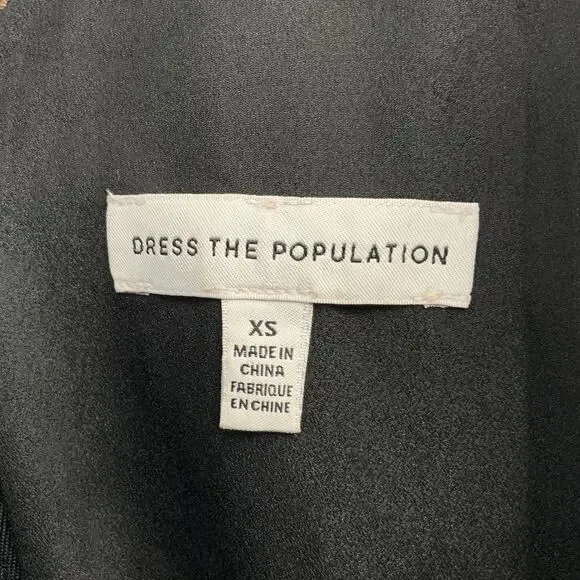 DRESS THE POPULATION
XS
MADE IN
CHINA
FABRIQUE
EN CHINE